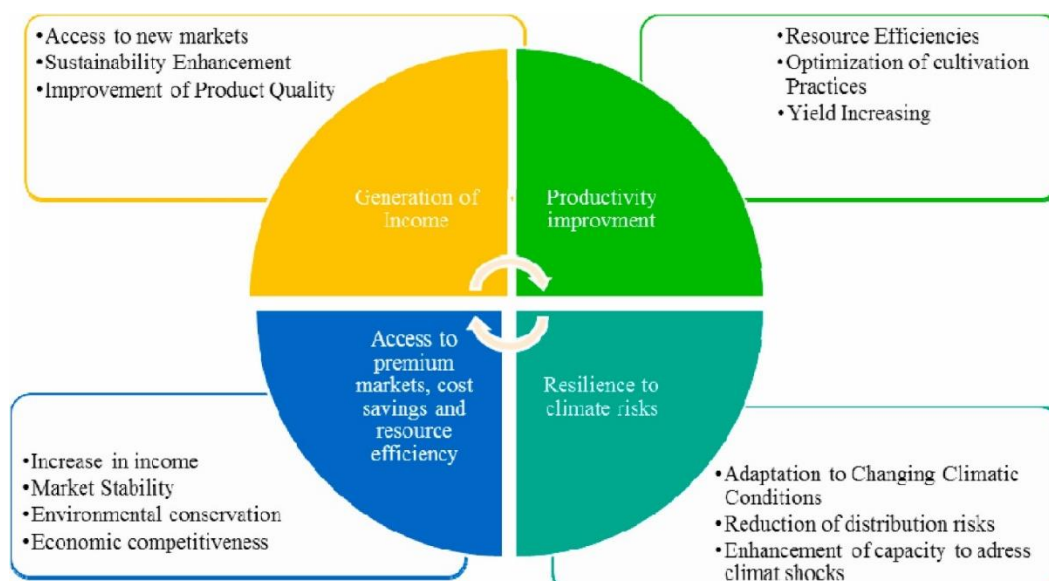 •Access to new markets
•Sustainability Enhancement
•Improvement of Product Quality
•Resource Efficiencies
•Optimization of cultivation
Practices
•Yield Increasing
Generation of
Income
Productivity
improvment
Access to
premium
markets, cost
savings and
resource
efficiency
Resilience to
climate risks
•Increase in income
•Market Stability
•Environmental conservation
•Economic competitiveness
•Adaptation to Changing Climatic
Conditions
•Reduction of distribution risks
•Enhancement of capacity to adress
climat shocks